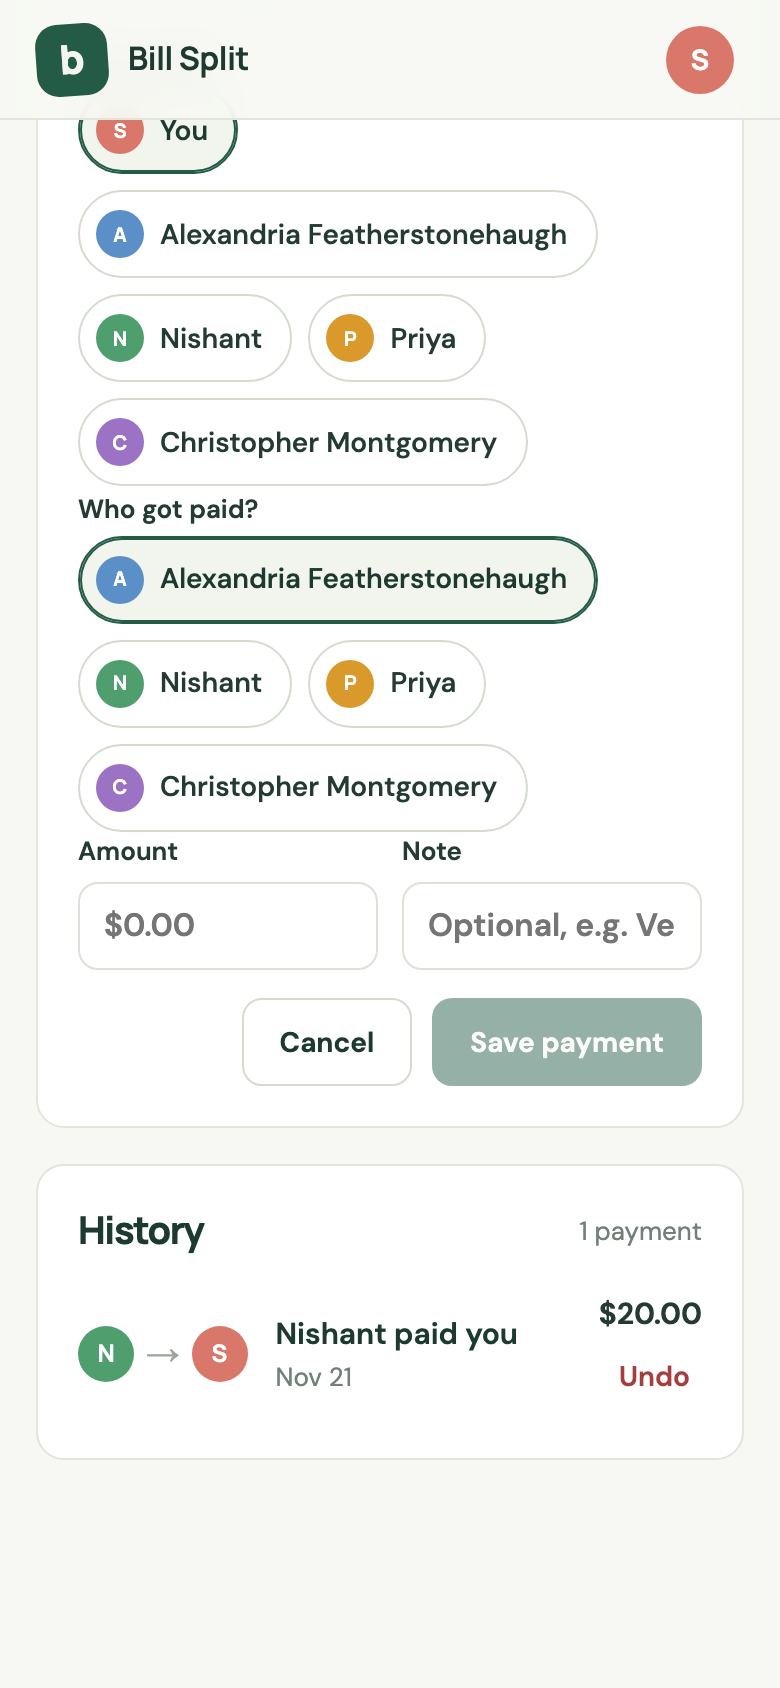 b Bill Split S
S You
A Alexandria Featherstonehaugh
N Nishant P Priya
C Christopher Montgomery
Who got paid?
A Alexandria Featherstonehaugh
N Nishant P Priya
C Christopher Montgomery
Amount Note
$0.00 Optional, e.g. Ve
Cancel Save payment
History 1 payment
N → S Nishant paid you $20.00
Nov 21 Undo